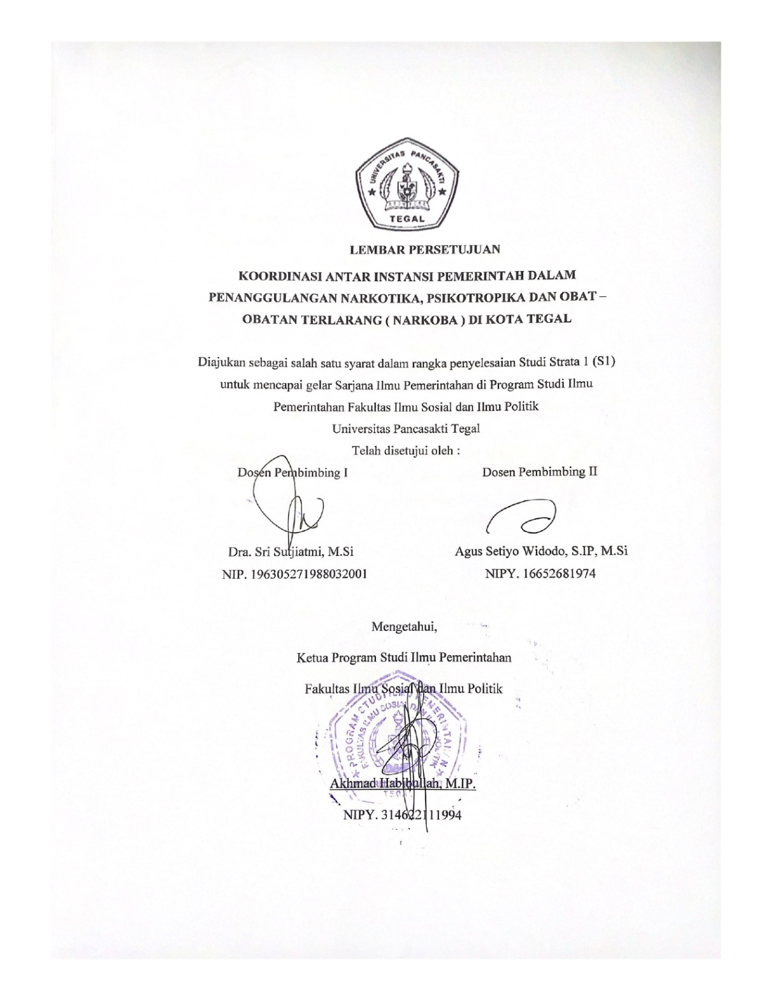 UNIVERSITAS PANCASAKTI
TEGAL
LEMBAR PERSETUJUAN
KOORDINASI ANTAR INSTANSI PEMERINTAH DALAM
PENANGGULANGAN NARKOTIKA, PSIKOTROPIKA DAN OBAT –
OBATAN TERLARANG ( NARKOBA ) DI KOTA TEGAL
Diajukan sebagai salah satu syarat dalam rangka penyelesaian Studi Strata 1 (S1)
untuk mencapai gelar Sarjana Ilmu Pemerintahan di Program Studi Ilmu
Pemerintahan Fakultas Ilmu Sosial dan Ilmu Politik
Universitas Pancasakti Tegal
Telah disetujui oleh :
Dosen Pembimbing I Dosen Pembimbing II
Dra. Sri Sutjiatmi, M.Si Agus Setiyo Widodo, S.IP, M.Si
NIP. 196305271988032001 NIPY. 16652681974
Mengetahui,
Ketua Program Studi Ilmu Pemerintahan
Fakultas Ilmu Sosial dan Ilmu Politik
PROGRAM STUDI ILMU PEMERINTAHAN
FAKULTAS ILMU SOSIAL DAN ILMU POLITIK
Akhmad Habibullah, M.IP.
NIPY. 314622111994